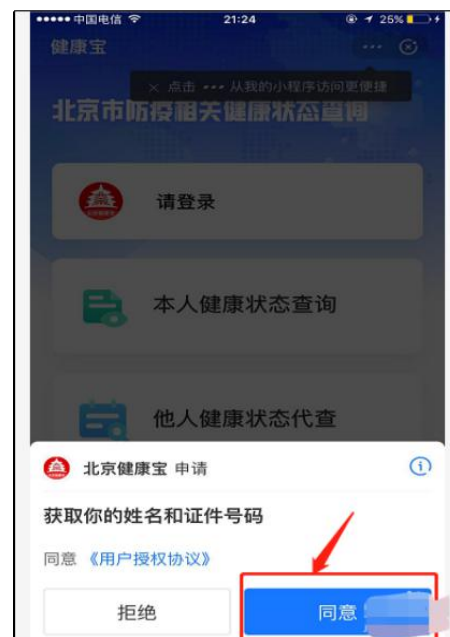 中国电信 21:24 25%
健康宝
× 点击 ••• 从我的小程序访问更便捷
北京市防疫相关健康状态查询
请登录
本人健康状态查询
他人健康状态代查
北京健康宝 申请
获取你的姓名和证件号码
同意 《用户授权协议》
拒绝 同意